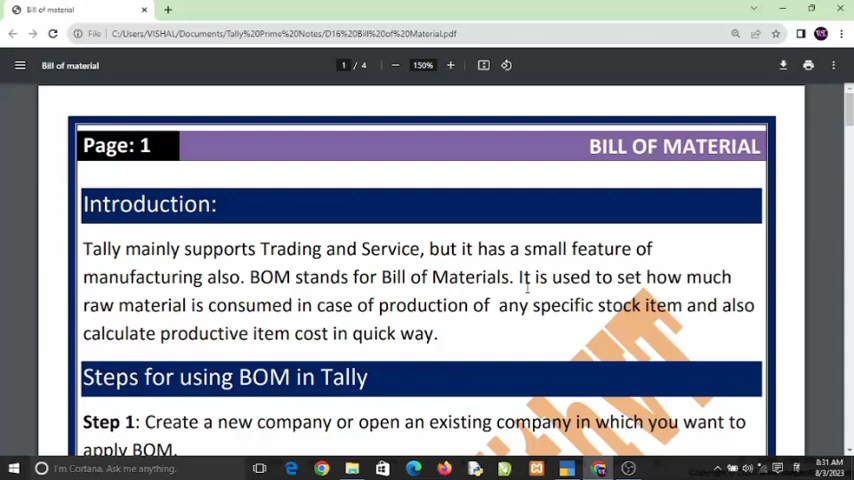 Bill of material
File
C:/Users/VISHAL/Documents/Tally%20Prime%20Notes/D16%20Bill%20of%20Material.pdf
Bill of material
1 / 4
150%
Page: 1
BILL OF MATERIAL
Introduction:
Tally mainly supports Trading and Service, but it has a small feature of
manufacturing also. BOM stands for Bill of Materials. It is used to set how much
raw material is consumed in case of production of any specific stock item and also
calculate productive item cost in quick way.
Steps for using BOM in Tally
Step 1: Create a new company or open an existing company in which you want to
apply BOM.
I'm Cortana. Ask me anything.
8:31 AM
8/3/2023